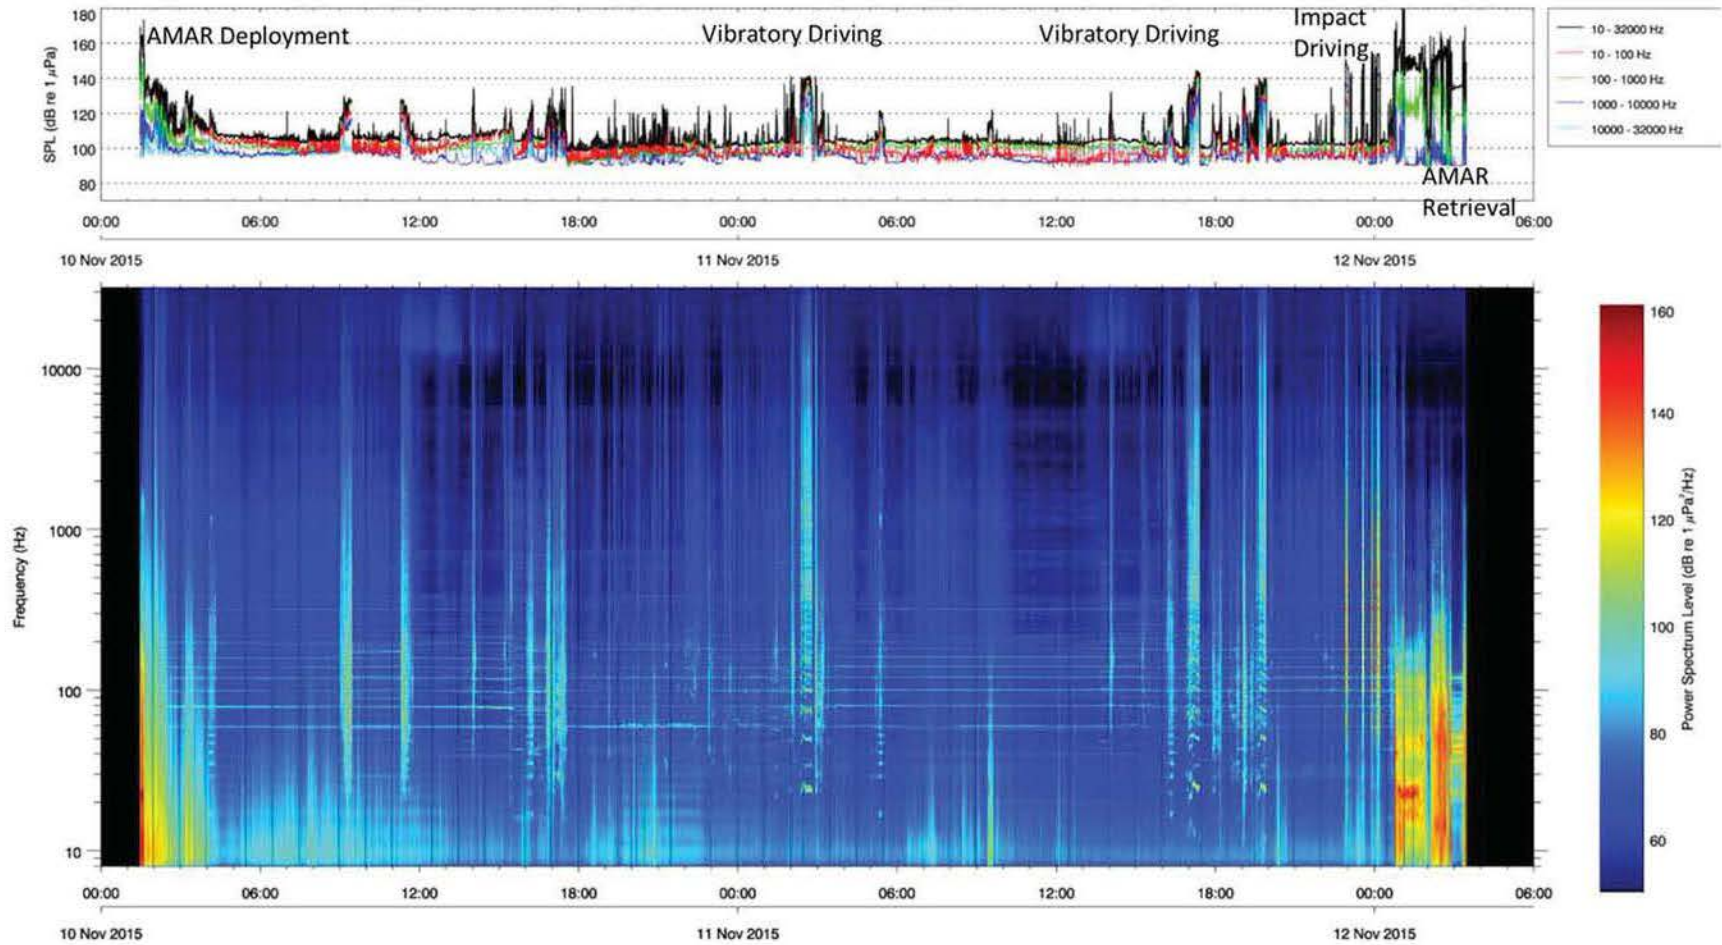 180
160
140
120
100
80
SPL (dB re 1 μPa)
AMAR Deployment
Vibratory Driving
Vibratory Driving
Impact
Driving
AMAR
Retrieval
10 - 32000 Hz
10 - 100 Hz
100 - 1000 Hz
1000 - 10000 Hz
10000 - 32000 Hz
00:00 06:00 12:00 18:00 00:00 06:00 12:00 18:00 00:00 06:00
10 Nov 2015 11 Nov 2015 12 Nov 2015
10000
1000
100
10
Frequency (Hz)
00:00 06:00 12:00 18:00 00:00 06:00 12:00 18:00 00:00 06:00
10 Nov 2015 11 Nov 2015 12 Nov 2015
160
140
120
100
80
60
Power Spectrum Level (dB re 1 μPa²/Hz)